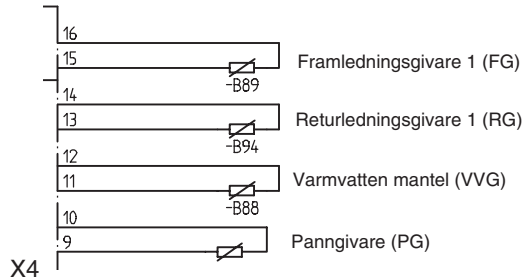 16
15
-B89
Framledningsgivare 1 (FG)
14
13
-B94
Returledningsgivare 1 (RG)
12
11
-B88
Varmvatten mantel (VVG)
10
9
Panngivare (PG)
X4